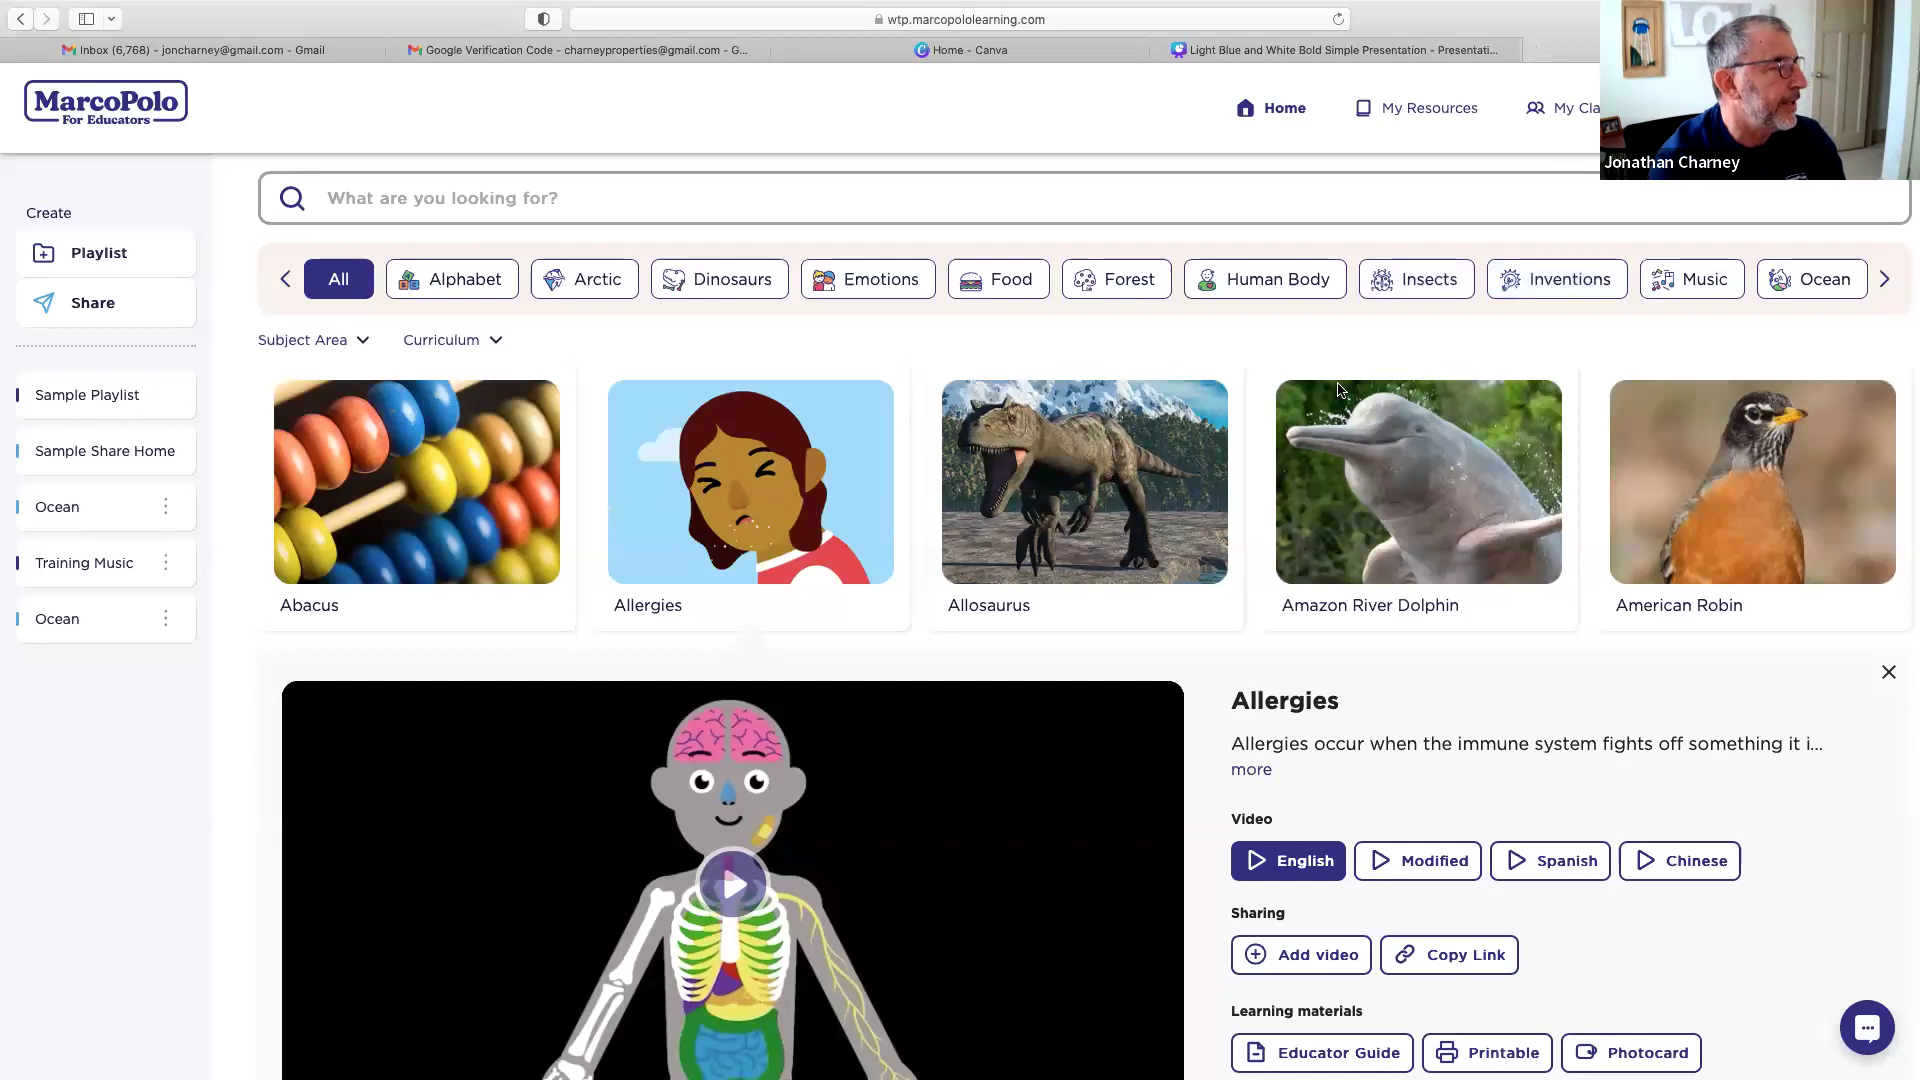 wtp.marcopololearning.com
Inbox (6,768) - joncharney@gmail.com - Gmail
Google Verification Code - charneyproperties@gmail.com - G...
Home - Canva
Light Blue and White Bold Simple Presentation - Presentati...
MarcoPolo
For Educators
Home
My Resources
My Cla
Jonathan Charney
What are you looking for?
Create
Playlist
Share
Sample Playlist
Sample Share Home
Ocean
Training Music
Ocean
All
Alphabet
Arctic
Dinosaurs
Emotions
Food
Forest
Human Body
Insects
Inventions
Music
Ocean
Subject Area
Curriculum
Abacus
Allergies
Allosaurus
Amazon River Dolphin
American Robin
Allergies
Allergies occur when the immune system fights off something it i...
more
Video
English
Modified
Spanish
Chinese
Sharing
Add video
Copy Link
Learning materials
Educator Guide
Printable
Photocard